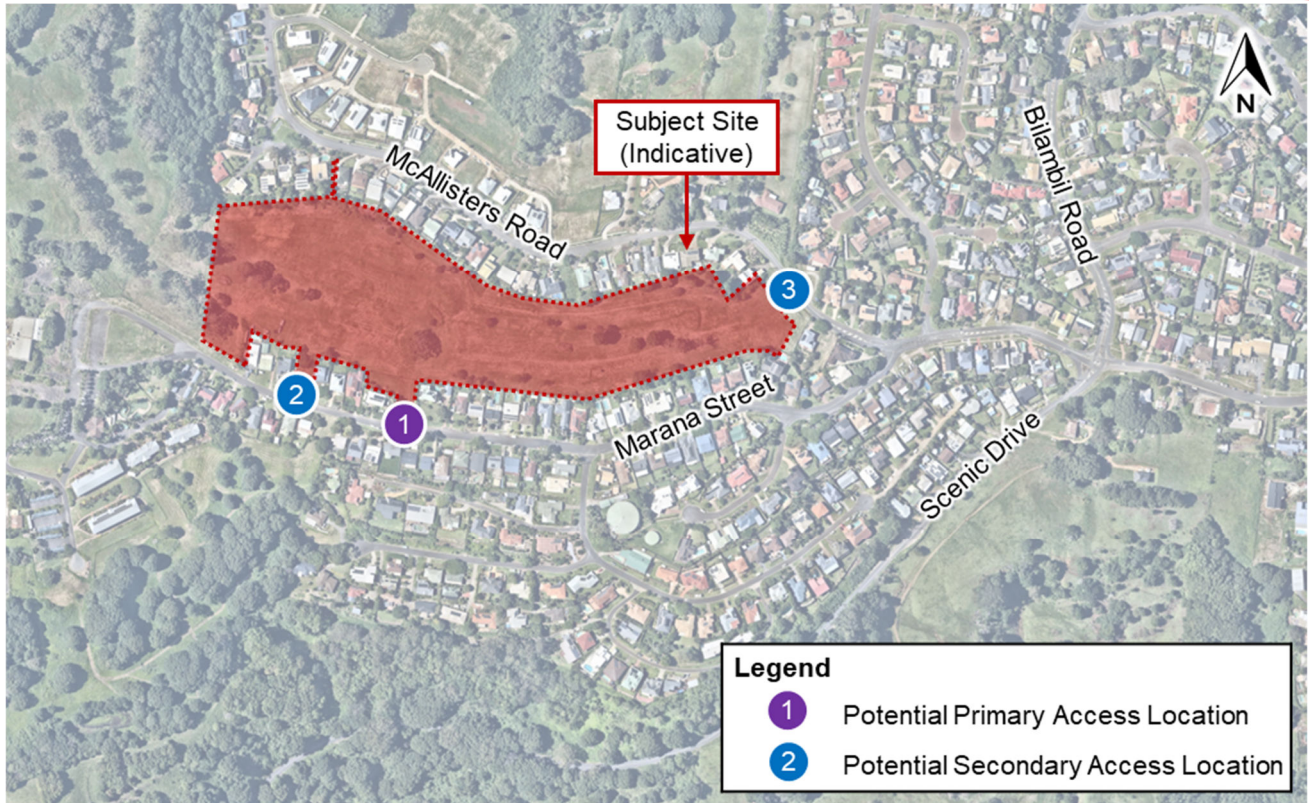 N
Subject Site
(Indicative)
McAllisters Road
Bilambil Road
3
2
1
Marana Street
Scenic Drive
Legend
1 Potential Primary Access Location
2 Potential Secondary Access Location